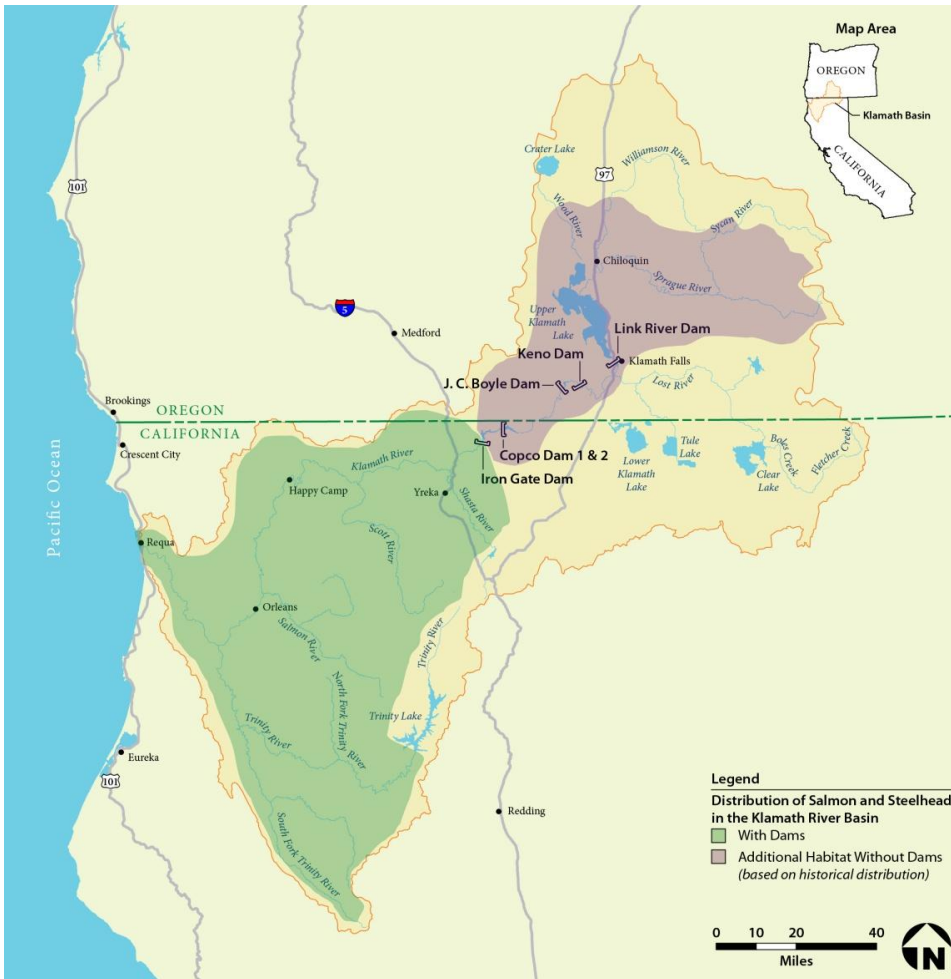 Map Area
OREGON
Klamath Basin
CALIFORNIA
Crater Lake
Williamson River
97
101
Wood River
Sycan River
Chiloquin
Sprague River
5
Upper
Klamath
Lake
Medford
Link River Dam
Keno Dam
Klamath Falls
J. C. Boyle Dam
Lost River
Brookings
OREGON
CALIFORNIA
Crescent City
Pacific Ocean
Klamath River
Copco Dam 1 & 2
Iron Gate Dam
Lower
Klamath
Lake
Tule
Lake
Clear
Lake
Boles Creek
Fletcher Creek
Happy Camp
Yreka
Shasta River
Scott River
Requa
Orleans
Salmon River
Trinity River
North Fork Trinity River
Trinity Lake
Trinity River
Eureka
101
South Fork Trinity River
Redding
Legend
Distribution of Salmon and Steelhead
in the Klamath River Basin
With Dams
Additional Habitat Without Dams
(based on historical distribution)
0 10 20 40
Miles
N